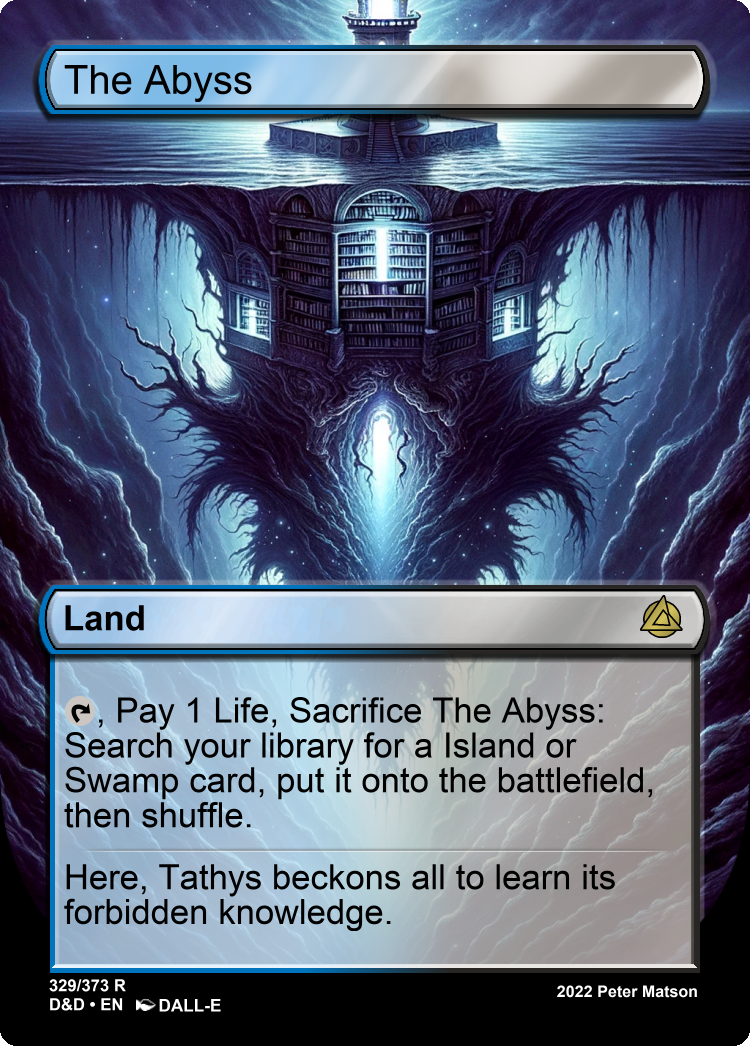 The Abyss
Land
, Pay 1 Life, Sacrifice The Abyss:
Search your library for a Island or
Swamp card, put it onto the battlefield,
then shuffle.
Here, Tathys beckons all to learn its
forbidden knowledge.
329/373 R
D&D • EN DALL-E
2022 Peter Matson